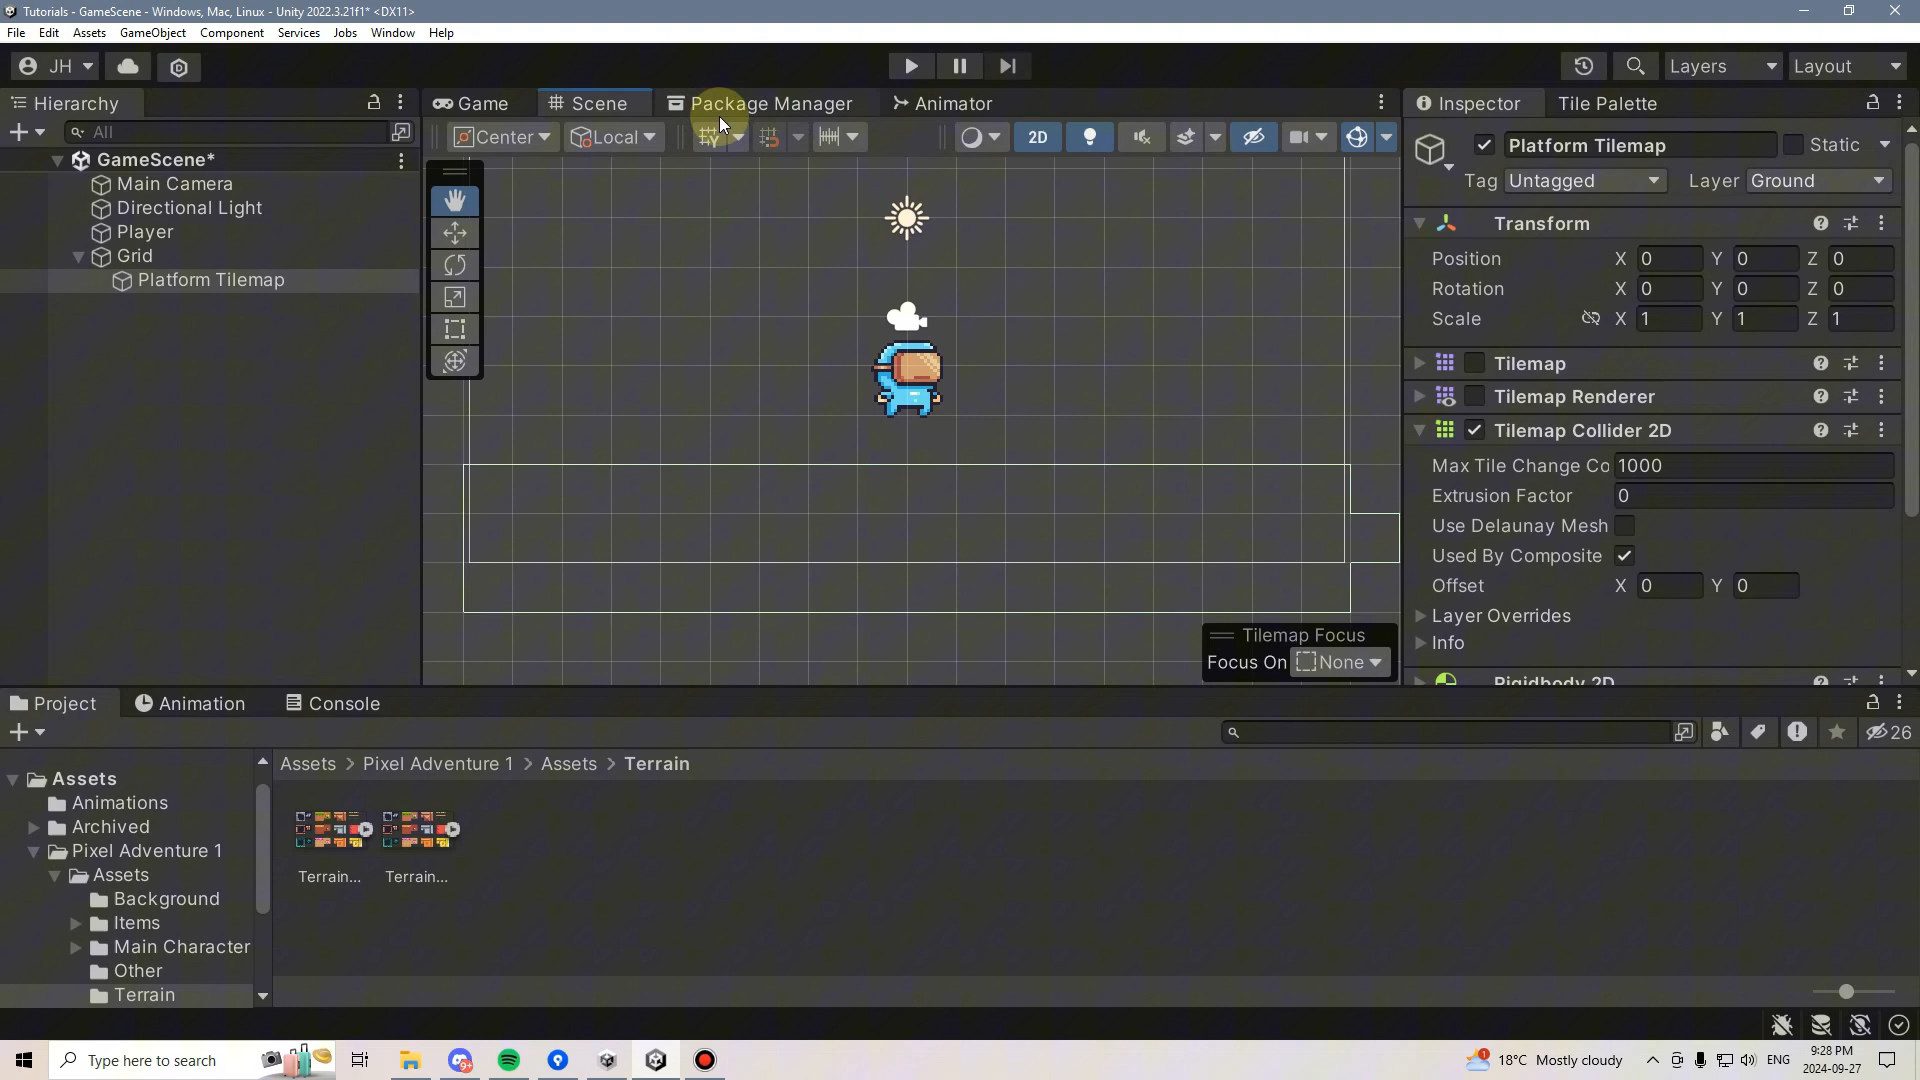 Tutorials - GameScene - Windows, Mac, Linux - Unity 2022.3.21f1* <DX11>
File Edit Assets GameObject Component Services Jobs Window Help
JH
Layers
Layout
Hierarchy
Game
Scene
Package Manager
Animator
Inspector
Tile Palette
All
Center
Local
2D
GameScene*
Main Camera
Directional Light
Player
Grid
Platform Tilemap
Platform Tilemap
Static
Tag Untagged
Layer Ground
Transform
Position X 0 Y 0 Z 0
Rotation X 0 Y 0 Z 0
Scale X 1 Y 1 Z 1
Tilemap
Tilemap Renderer
Tilemap Collider 2D
Max Tile Change Co 1000
Extrusion Factor 0
Use Delaunay Mesh
Used By Composite
Offset X 0 Y 0
Layer Overrides
Info
Rigidbody 2D
Tilemap Focus
Focus On None
Project
Animation
Console
26
Assets
Animations
Archived
Pixel Adventure 1
Assets
Background
Items
Main Character
Other
Terrain
Assets > Pixel Adventure 1 > Assets > Terrain
Terrain...
Terrain...
Type here to search
9+
1
18°C Mostly cloudy
ENG
9:28 PM
2024-09-27